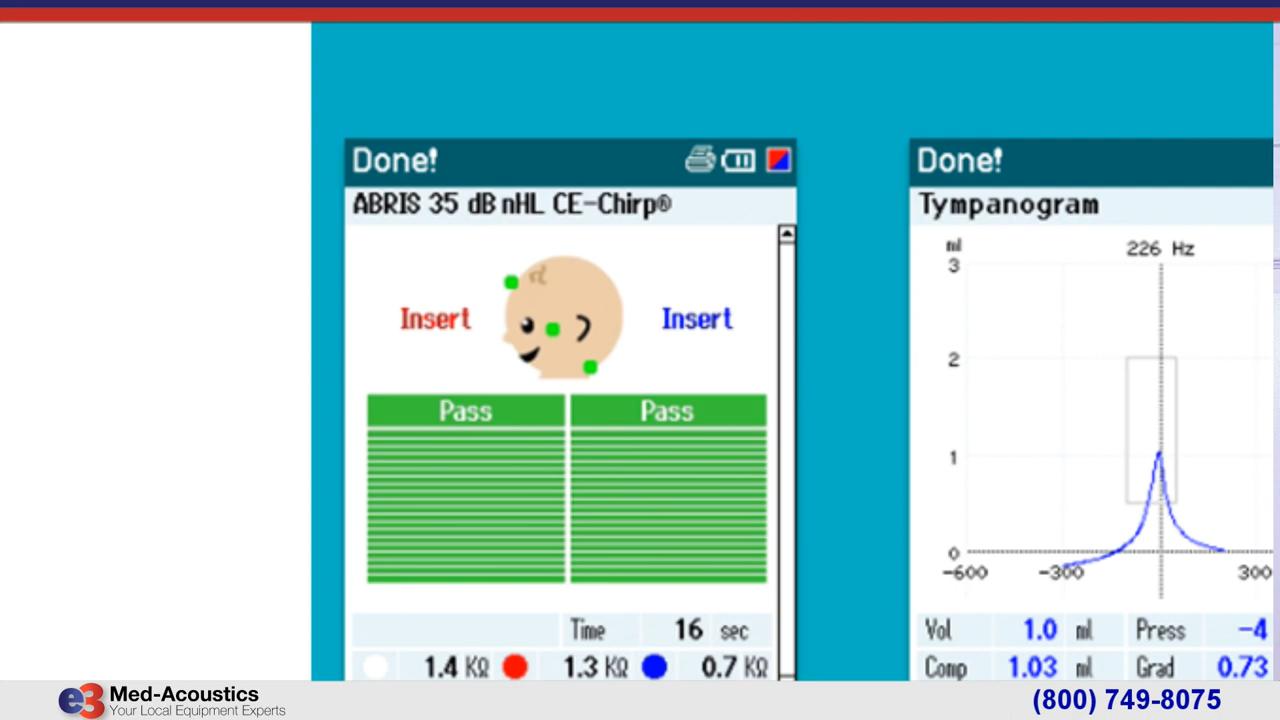 Done!
ABRIS 35 dB nHL CE-Chirp®
Insert
Insert
Pass
Pass
Time 16 sec
1.4 KΩ 1.3 KΩ 0.7 KΩ
Done!
Tympanogram
ml
226 Hz
3
2
1
0
-600 -300 300
Vol 1.0 ml Press -4
Comp 1.03 ml Grad 0.73
e3 Med-Acoustics
Your Local Equipment Experts
(800) 749-8075